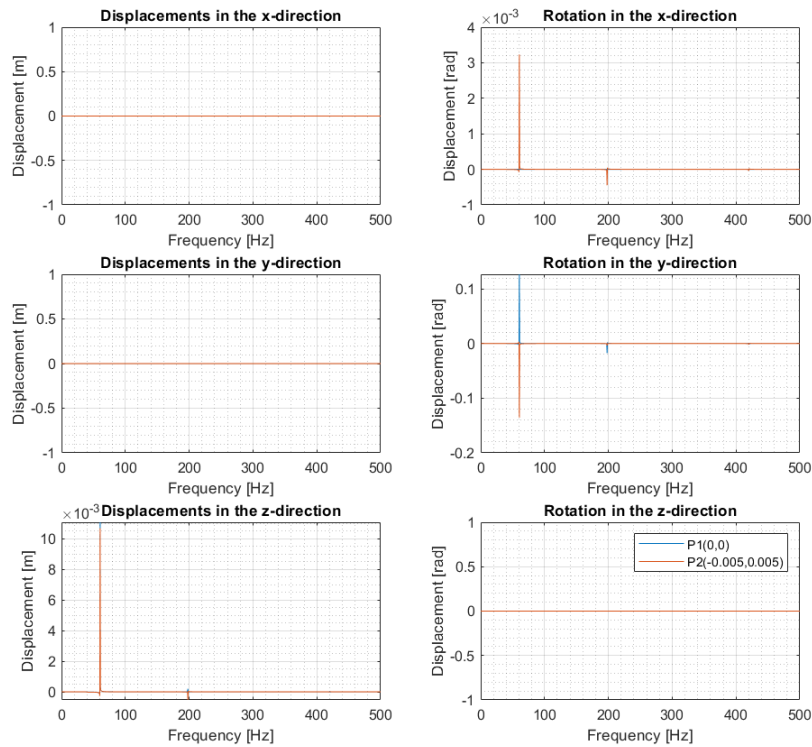 Displacements in the x-direction
1
0.5
0
-0.5
-1
Displacement [m]
0 100 200 300 400 500
Frequency [Hz]
×10-3
Rotation in the x-direction
4
3
2
1
0
-1
Displacement [rad]
0 100 200 300 400 500
Frequency [Hz]
Displacements in the y-direction
1
0.5
0
-0.5
-1
Displacement [m]
0 100 200 300 400 500
Frequency [Hz]
Rotation in the y-direction
0.1
0
-0.1
-0.2
Displacement [rad]
0 100 200 300 400 500
Frequency [Hz]
×10-3
Displacements in the z-direction
10
8
6
4
2
0
Displacement [m]
0 100 200 300 400 500
Frequency [Hz]
Rotation in the z-direction
1
0.5
0
-0.5
-1
Displacement [rad]
P1(0,0)
P2(-0.005,0.005)
0 100 200 300 400 500
Frequency [Hz]